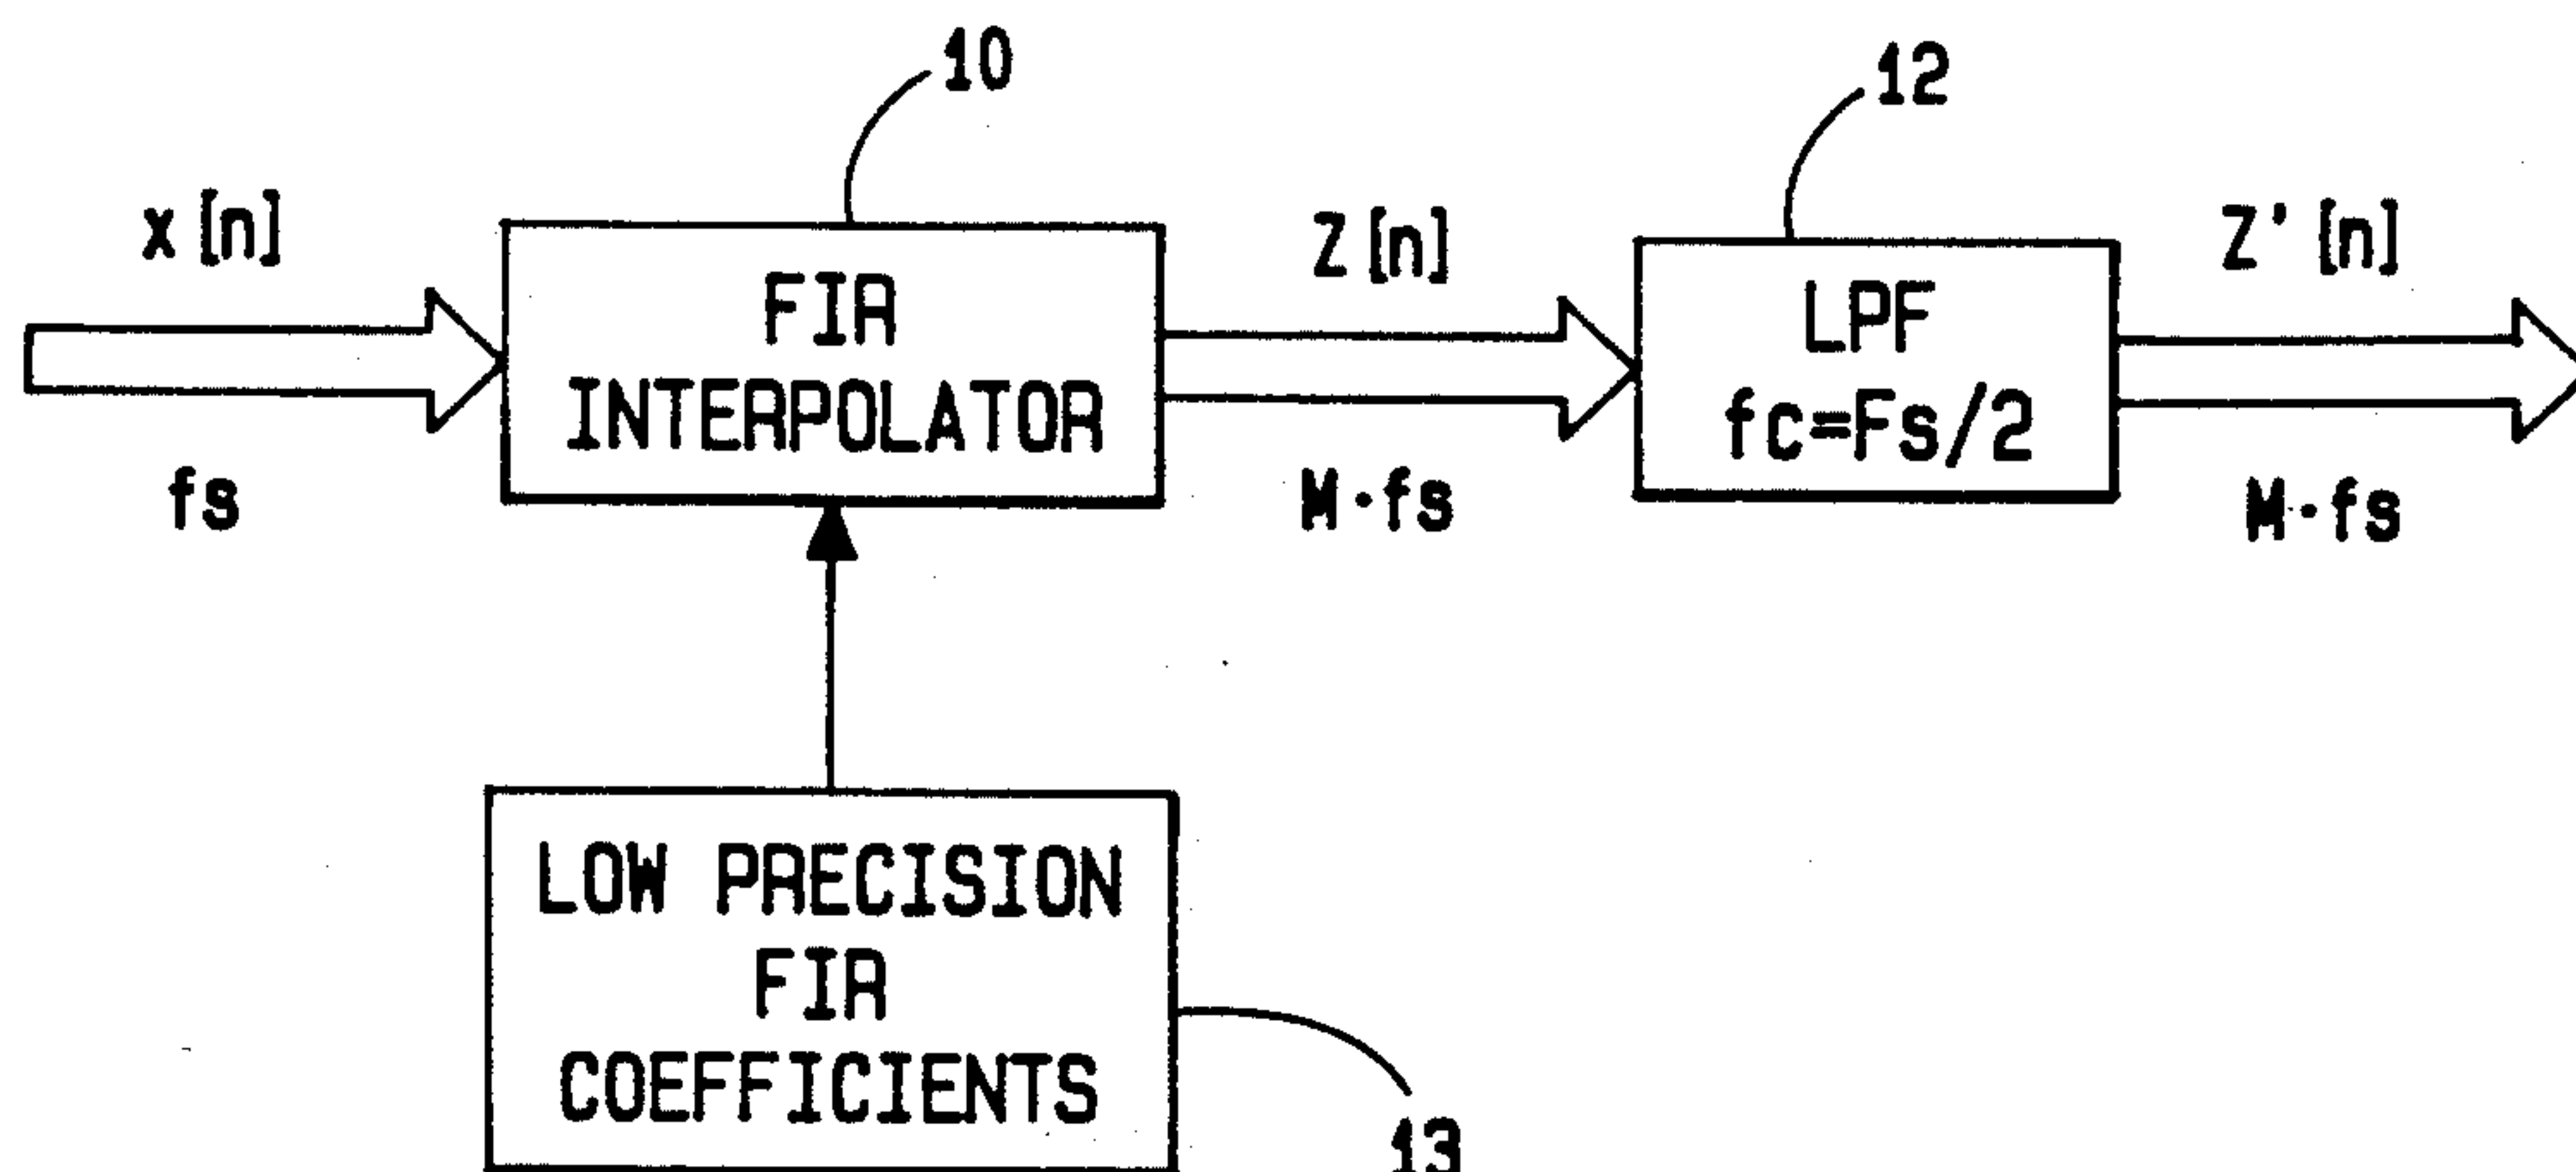 10
12
x[n]
Z[n]
Z'[n]
FIR
INTERPOLATOR
LPF
fc=Fs/2
fs
M·fs
M·fs
LOW PRECISION
FIR
COEFFICIENTS
13